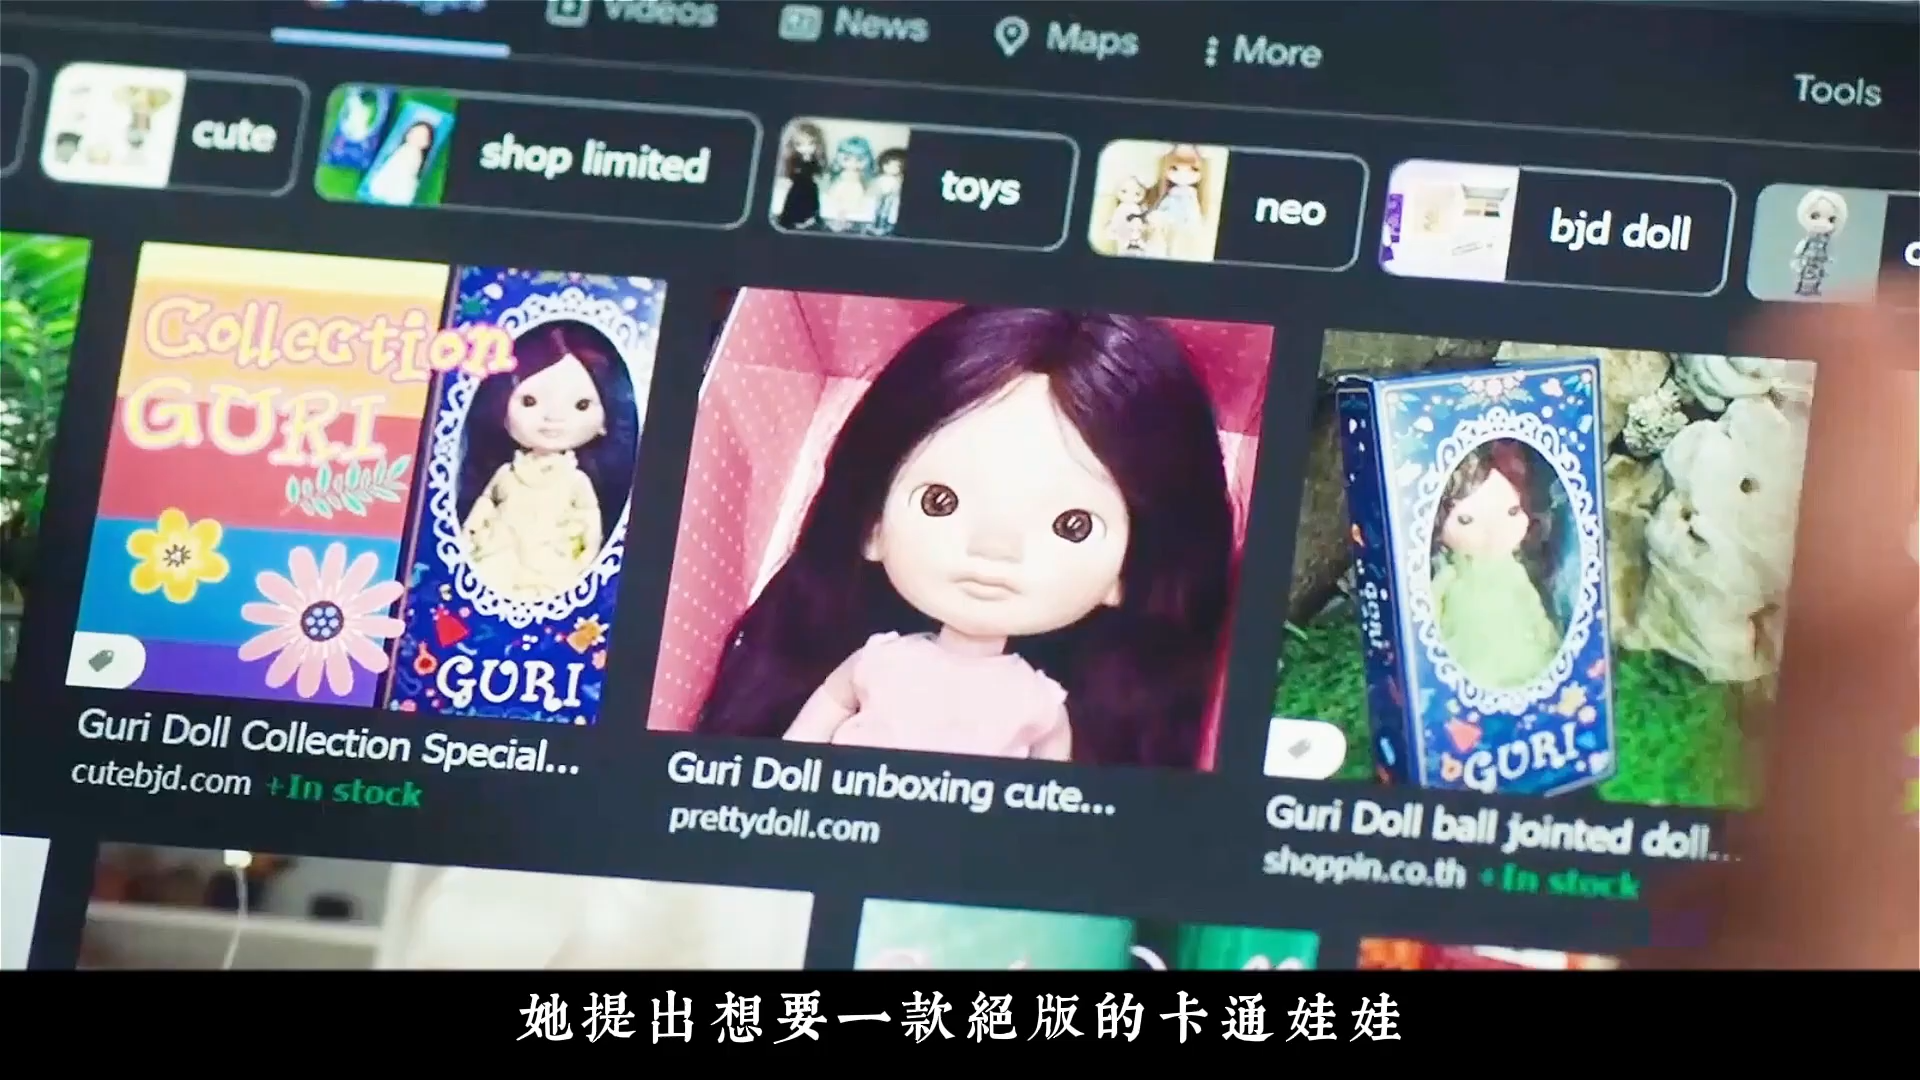 Videos
News
Maps
More
Tools
cute
shop limited
toys
neo
bjd doll
Collection
GURI
GURI
GURI
Guri Doll Collection Special...
cutebjd.com +In stock
Guri Doll unboxing cute...
prettydoll.com
Guri Doll ball jointed doll...
shoppin.co.th +In stock
她提出想要一款絕版的卡通娃娃